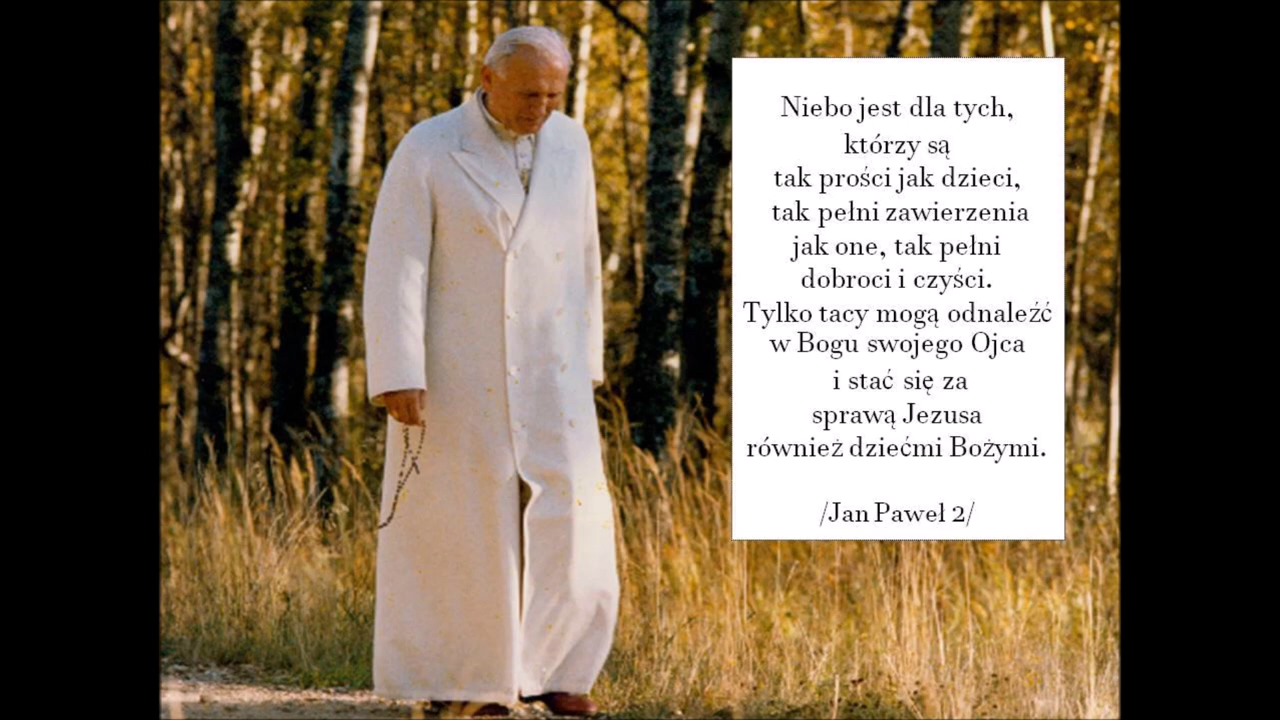 Niebo jest dla tych,
którzy są
tak prości jak dzieci,
tak pełni zawierzenia
jak one, tak pełni
dobroci i czyści.
Tylko tacy mogą odnaleźć
w Bogu swojego Ojca
i stać się za
sprawą Jezusa
również dziećmi Bożymi.
/Jan Paweł 2/